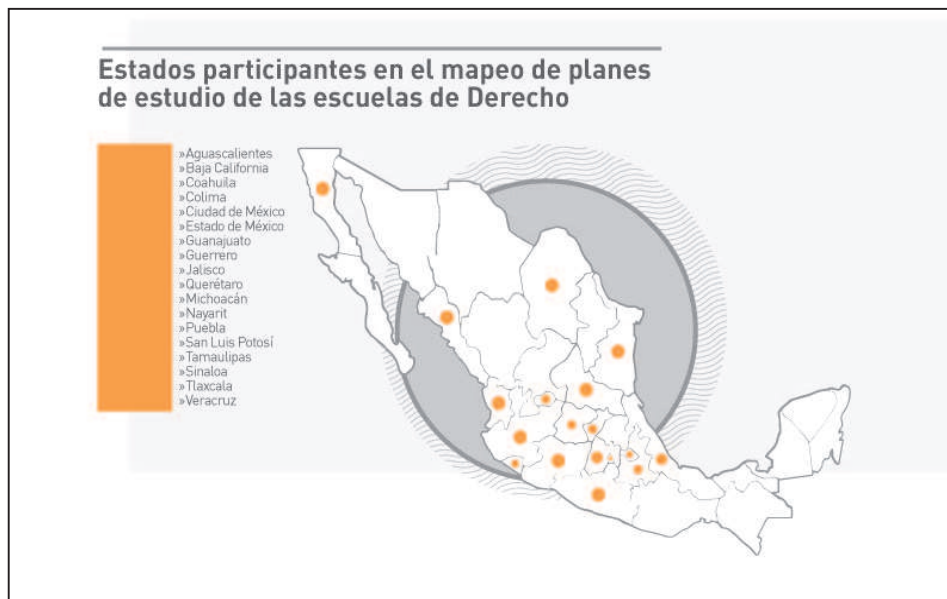 Estados participantes en el mapeo de planes
de estudio de las escuelas de Derecho
»Aguascalientes
»Baja California
»Coahuila
»Colima
»Ciudad de México
»Estado de México
»Guanajuato
»Guerrero
»Jalisco
»Querétaro
»Michoacán
»Nayarit
»Puebla
»San Luis Potosí
»Tamaulipas
»Sinaloa
»Tlaxcala
»Veracruz